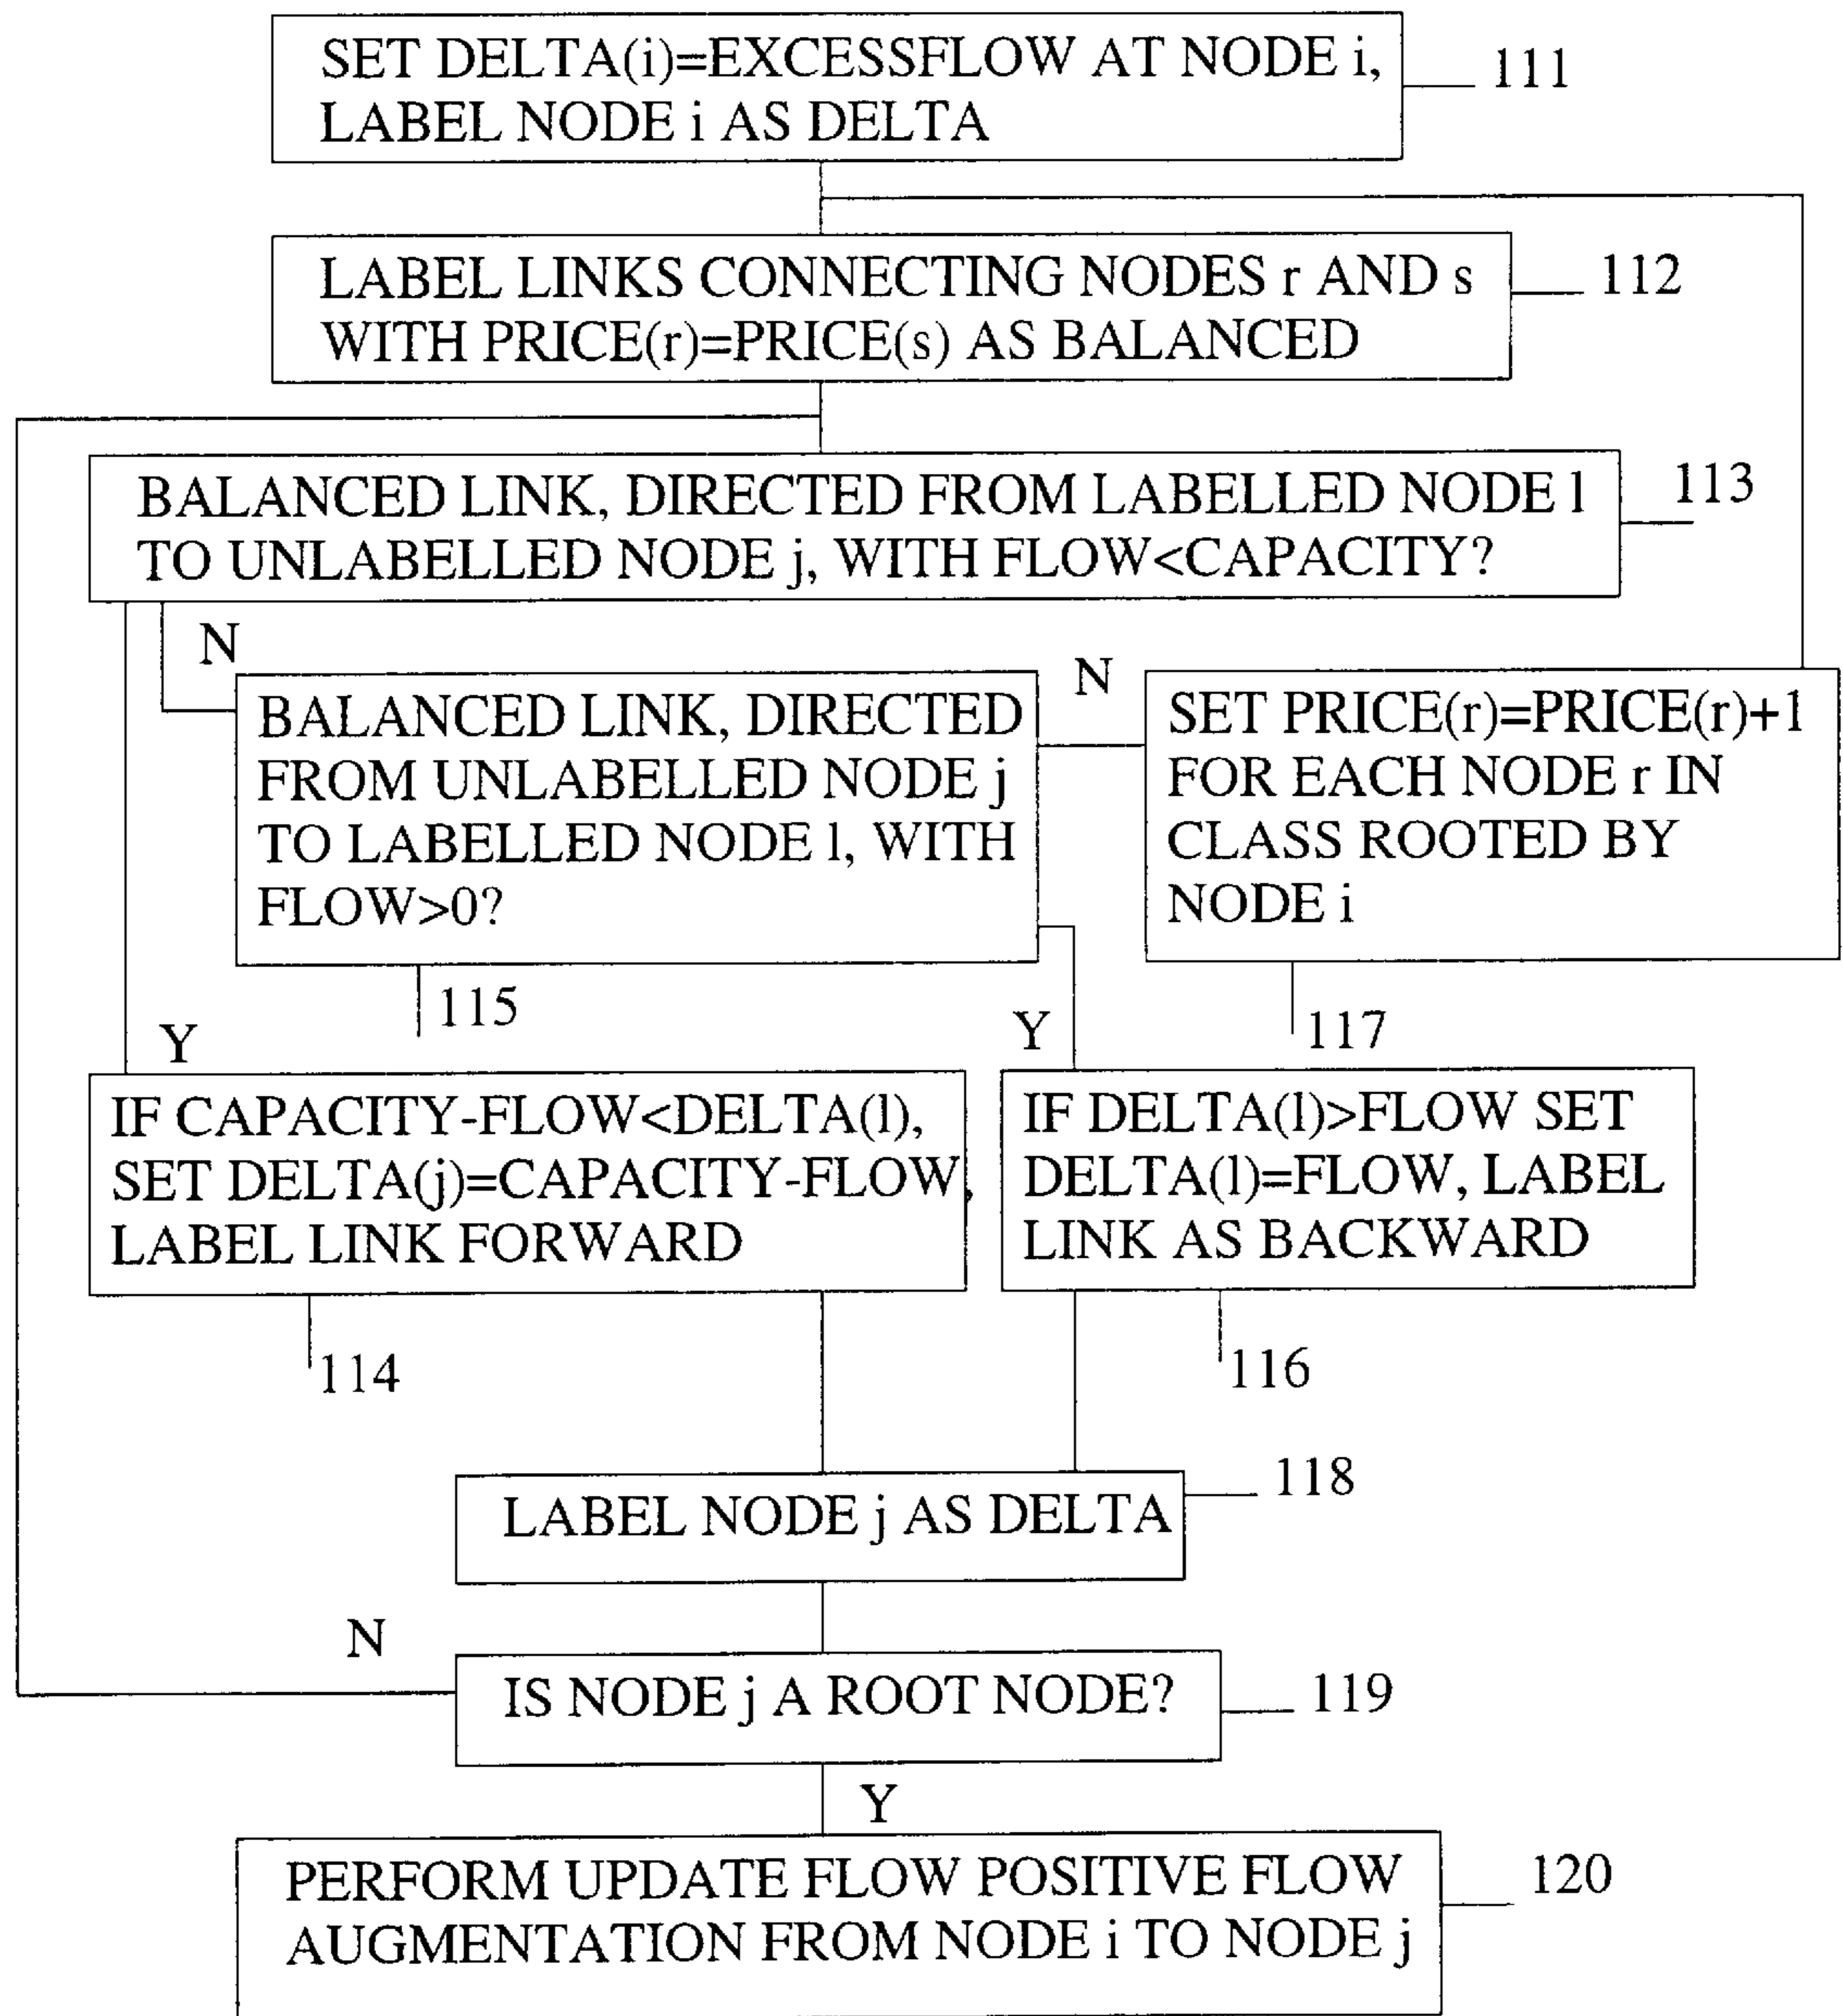 SET DELTA(i)=EXCESSFLOW AT NODE i,
LABEL NODE i AS DELTA
111
LABEL LINKS CONNECTING NODES r AND s
WITH PRICE(r)=PRICE(s) AS BALANCED
112
BALANCED LINK, DIRECTED FROM LABELLED NODE l
TO UNLABELLED NODE j, WITH FLOW<CAPACITY?
113
N
BALANCED LINK, DIRECTED
FROM UNLABELLED NODE j
TO LABELLED NODE l, WITH
FLOW>0?
115
N
SET PRICE(r)=PRICE(r)+1
FOR EACH NODE r IN
CLASS ROOTED BY
NODE i
117
Y
IF CAPACITY-FLOW<DELTA(l),
SET DELTA(j)=CAPACITY-FLOW,
LABEL LINK FORWARD
114
Y
IF DELTA(l)>FLOW SET
DELTA(l)=FLOW, LABEL
LINK AS BACKWARD
116
LABEL NODE j AS DELTA
118
N
IS NODE j A ROOT NODE?
119
Y
PERFORM UPDATE FLOW POSITIVE FLOW
AUGMENTATION FROM NODE i TO NODE j
120